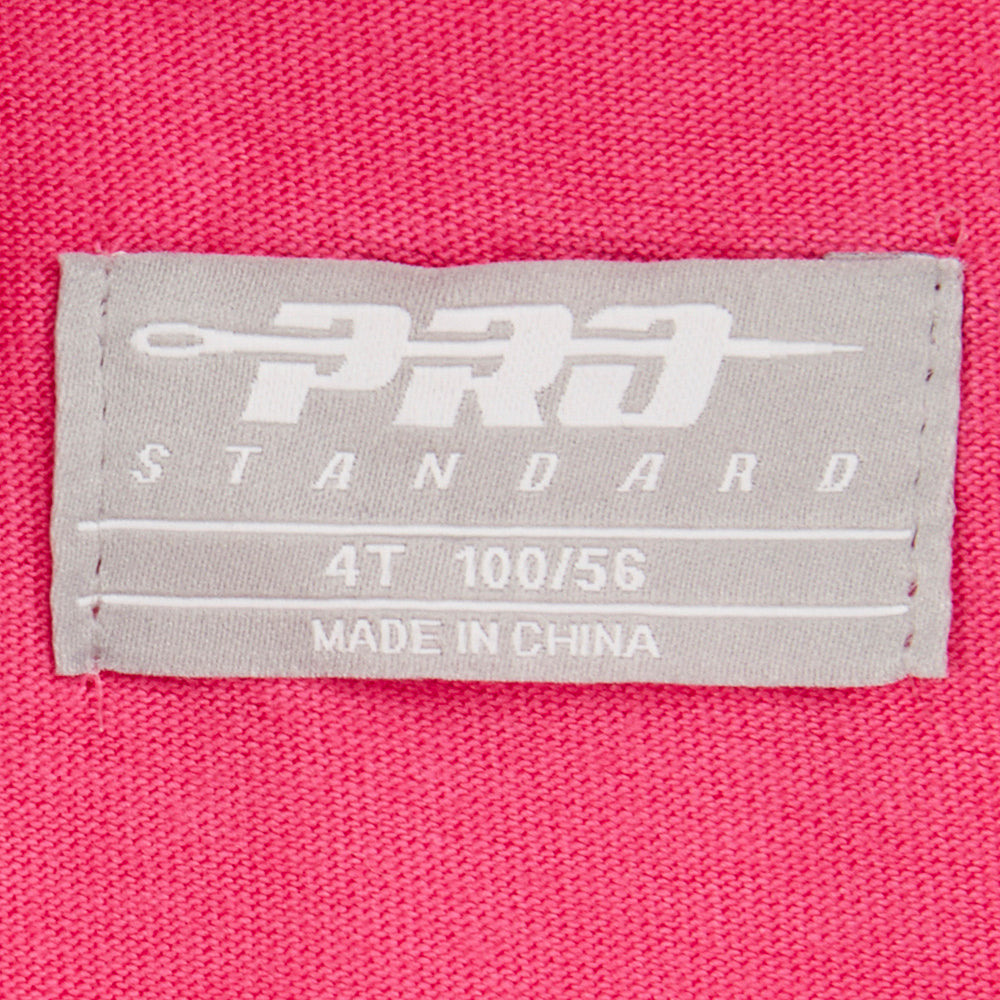 PRO
STANDARD
4T 100/56
MADE IN CHINA